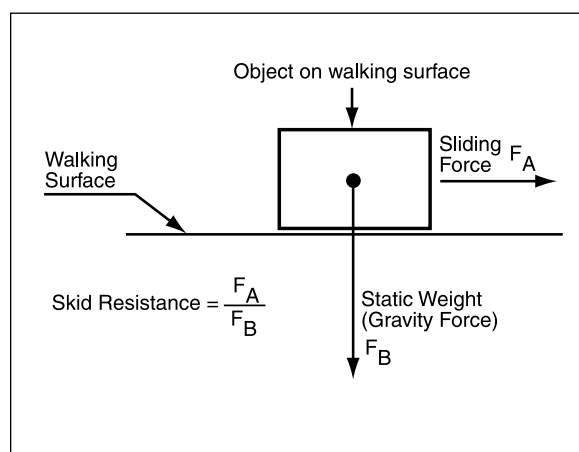 Object on walking surface
Walking
Surface
Sliding
Force F_A
Skid Resistance = F_A / F_B
Static Weight
(Gravity Force)
F_B